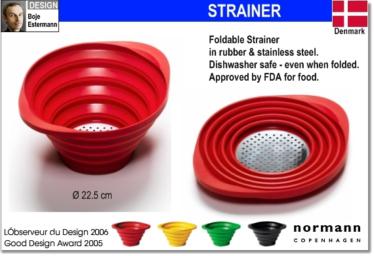 DESIGN
Boje
Estermann
STRAINER
Denmark
Foldable Strainer
in rubber & stainless steel.
Dishwasher safe - even when folded.
Approved by FDA for food.
Ø 22.5 cm
LÓbserveur du Design 2006
Good Design Award 2005
normann
COPENHAGEN